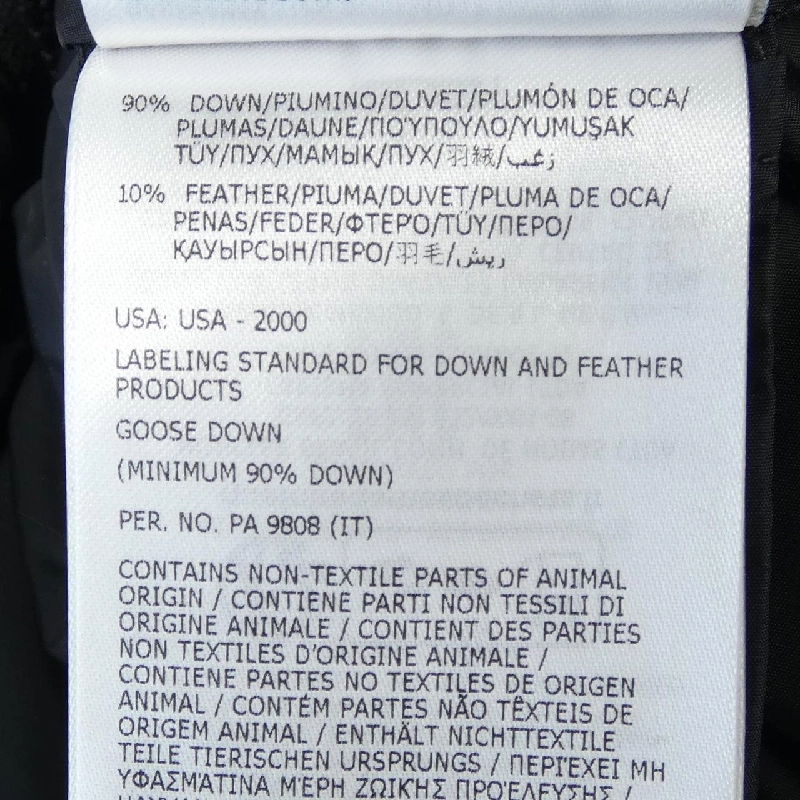 90% DOWN/PIUMINO/DUVET/PLUMÓN DE OCA/
PLUMAS/DAUNE/ΠΟΎΠΟΥΛΟ/YUMUŞAK
TÜY/ПУХ/МАМЫҚ/ПУХ/羽絨/زغب
10% FEATHER/PIUMA/DUVET/PLUMA DE OCA/
PENAS/FEDER/ΦΤΕΡΌ/TÜY/ПЕРО/
ҚАУЫРСЫН/ПЕРО/羽毛/ريش
USA: USA - 2000
LABELING STANDARD FOR DOWN AND FEATHER
PRODUCTS
GOOSE DOWN
(MINIMUM 90% DOWN)
PER. NO. PA 9808 (IT)
CONTAINS NON-TEXTILE PARTS OF ANIMAL
ORIGIN / CONTIENE PARTI NON TESSILI DI
ORIGINE ANIMALE / CONTIENT DES PARTIES
NON TEXTILES D'ORIGINE ANIMALE /
CONTIENE PARTES NO TEXTILES DE ORIGEN
ANIMAL / CONTÉM PARTES NÃO TÊXTEIS DE
ORIGEM ANIMAL / ENTHÄLT NICHTTEXTILE
TEILE TIERISCHEN URSPRUNGS / ΠΕΡΙΈΧΕΙ ΜΗ
ΥΦΑΣΜΆΤΙΝΑ ΜΈΡΗ ΖΩΙΚΉΣ ΠΡΟΈΛΕΥΣΗΣ /